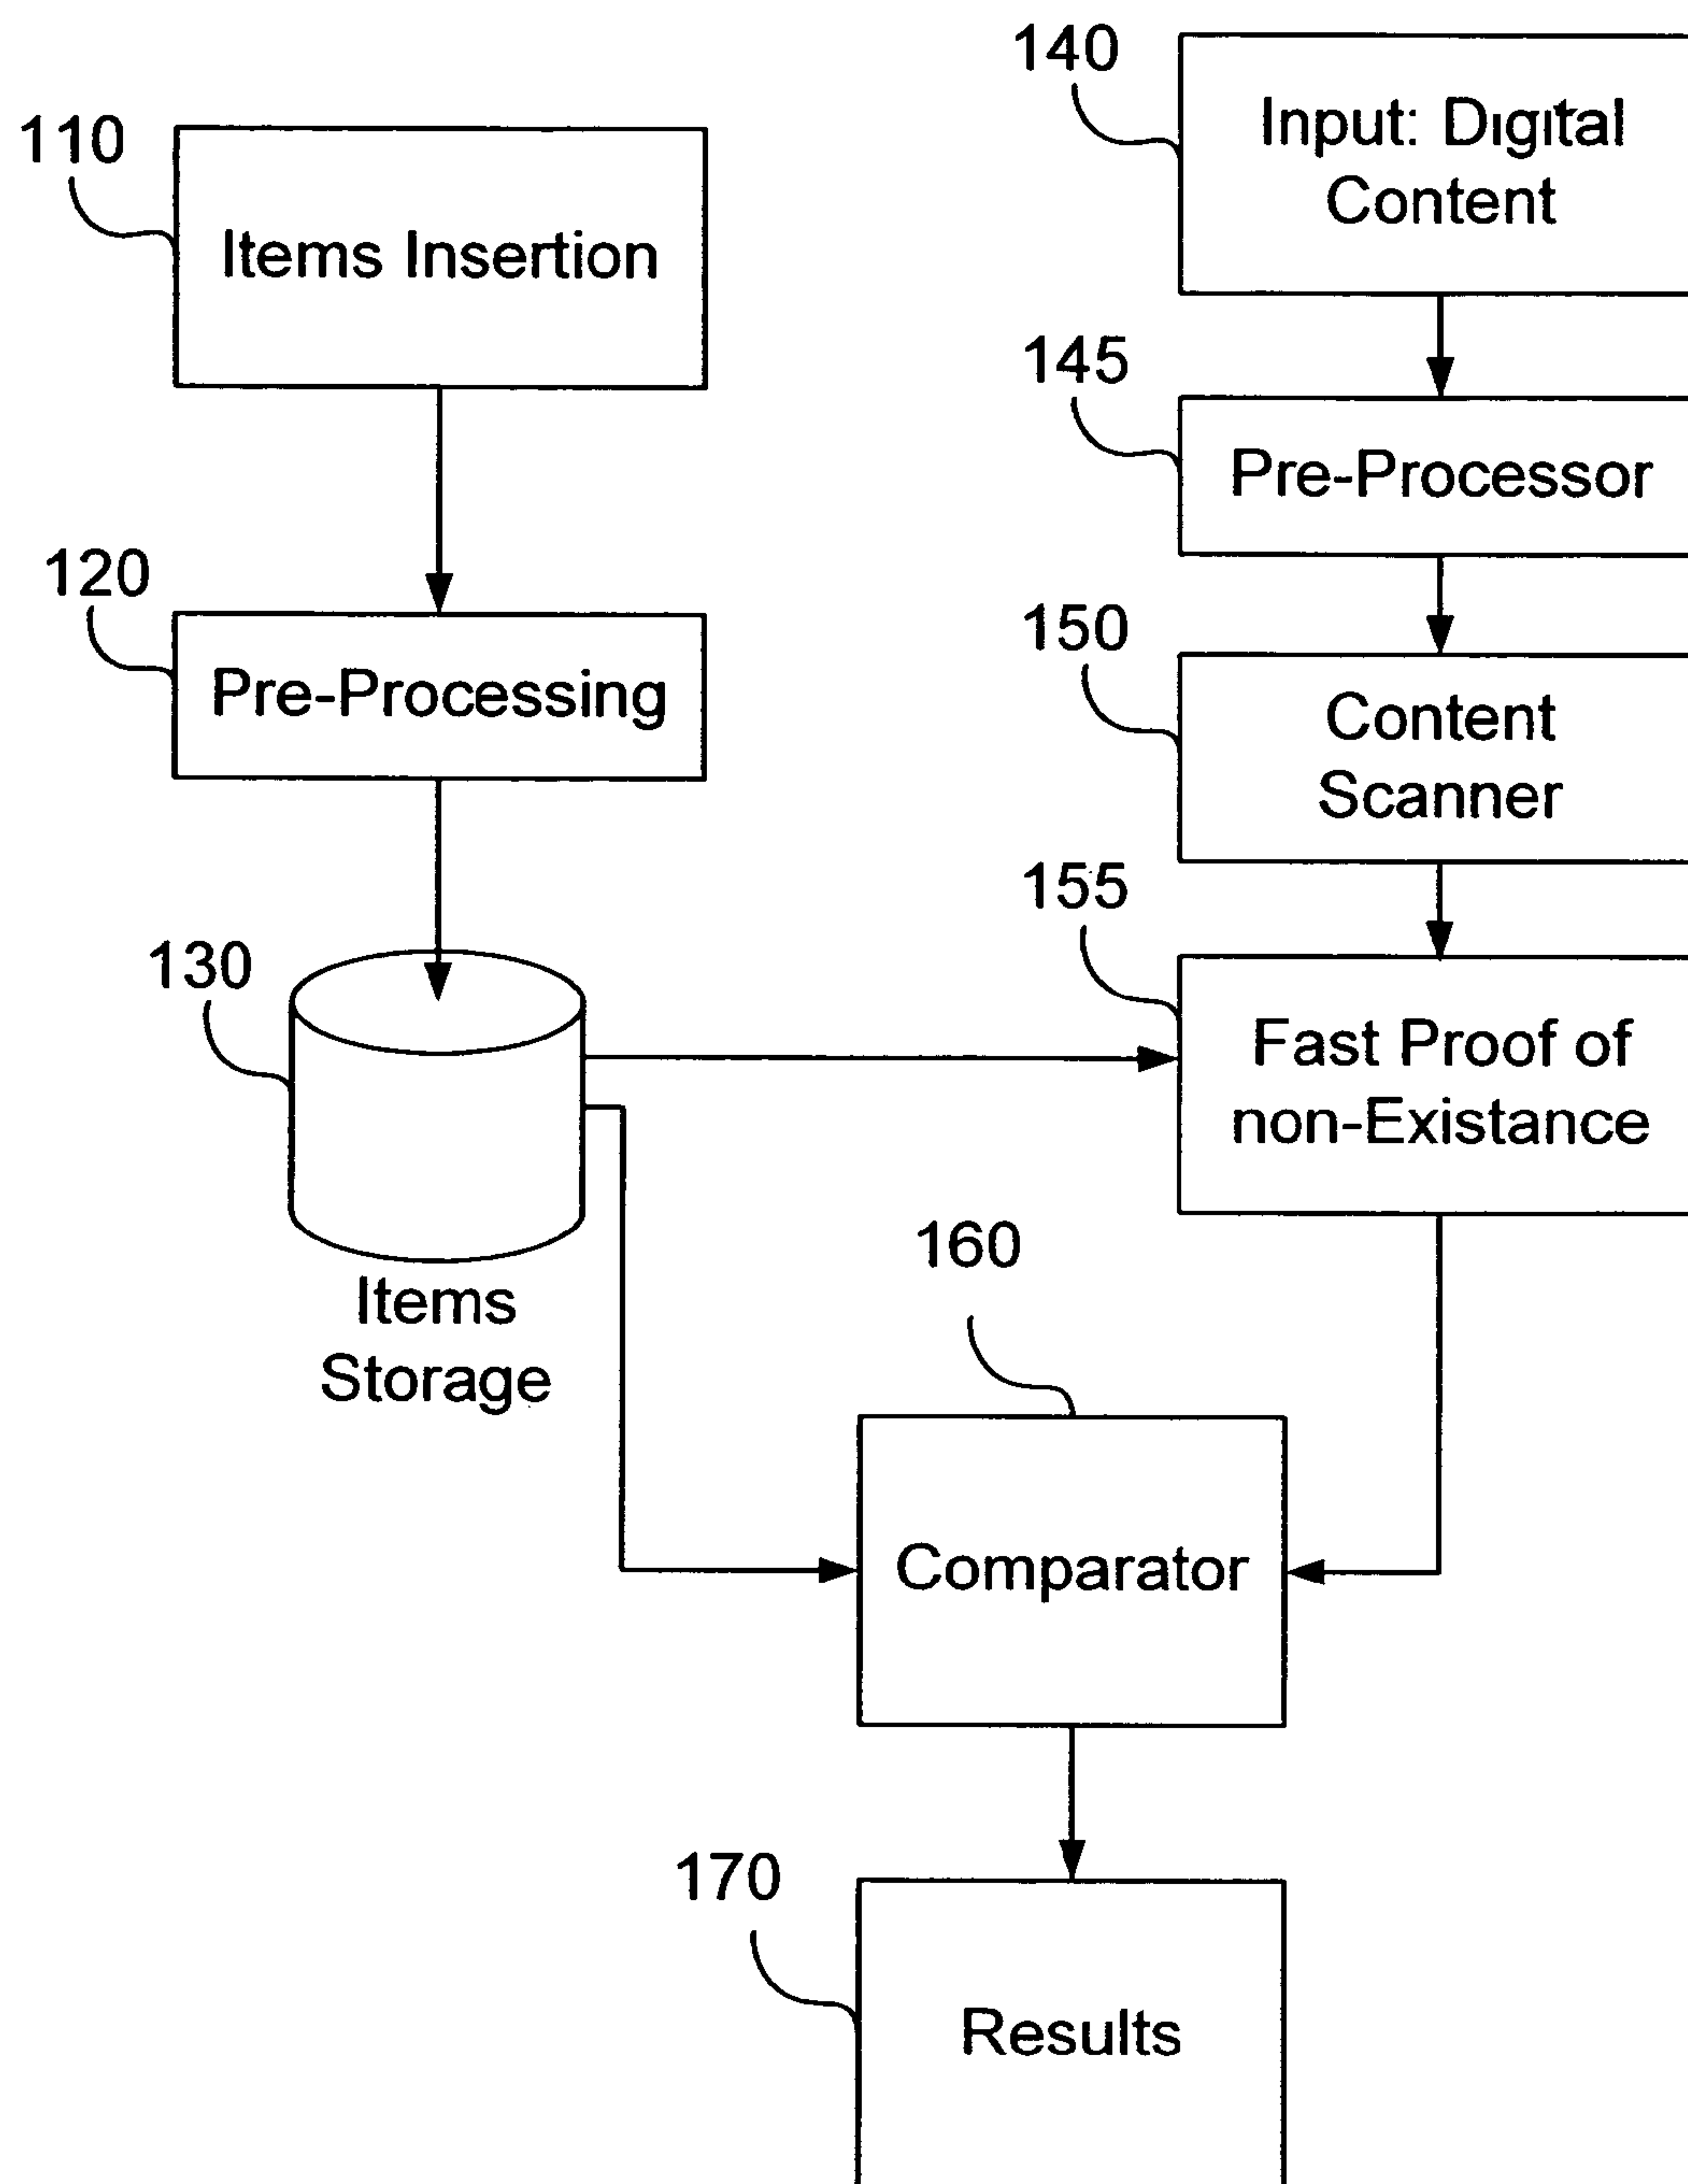 140
Input: Digital
Content
110
Items Insertion
145
Pre-Processor
120
Pre-Processing
150
Content
Scanner
155
Fast Proof of
non-Existance
130
Items
Storage
160
Comparator
170
Results